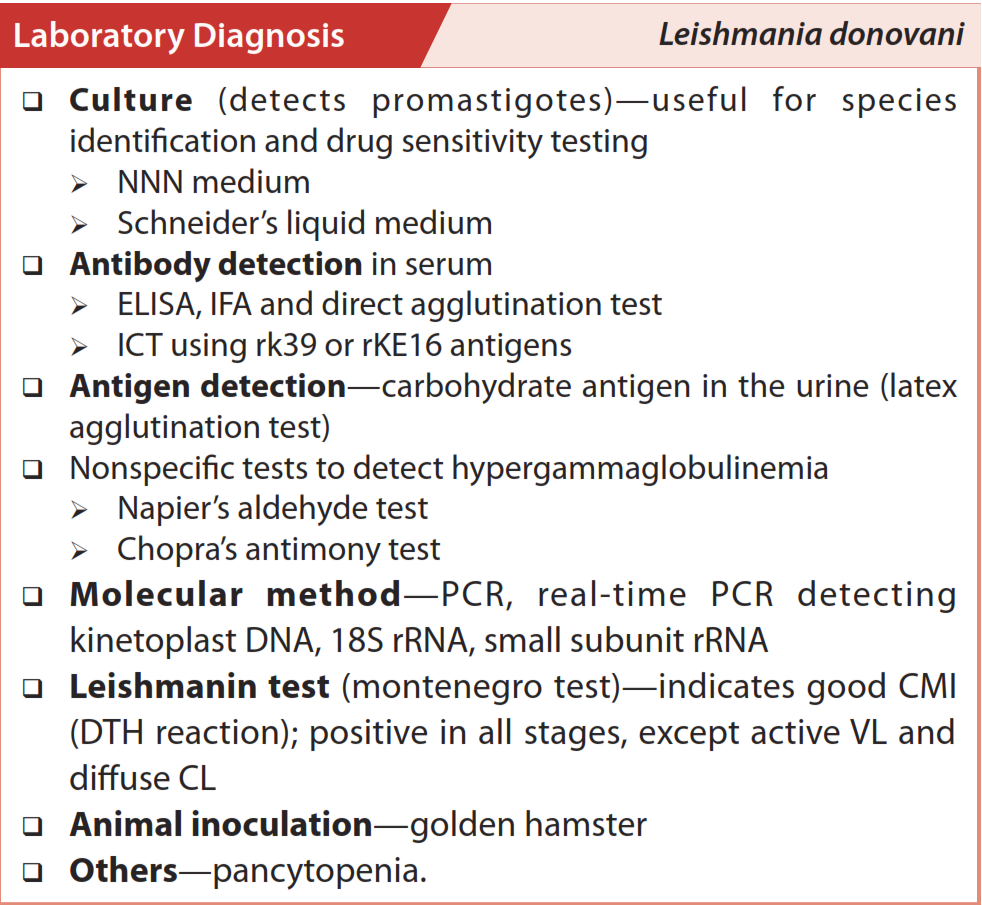 Laboratory Diagnosis
Leishmania donovani
❑ Culture (detects promastigotes)—useful for species
identification and drug sensitivity testing
➢ NNN medium
➢ Schneider’s liquid medium
❑ Antibody detection in serum
➢ ELISA, IFA and direct agglutination test
➢ ICT using rk39 or rKE16 antigens
❑ Antigen detection—carbohydrate antigen in the urine (latex
agglutination test)
❑ Nonspecific tests to detect hypergammaglobulinemia
➢ Napier’s aldehyde test
➢ Chopra’s antimony test
❑ Molecular method—PCR, real-time PCR detecting
kinetoplast DNA, 18S rRNA, small subunit rRNA
❑ Leishmanin test (montenegro test)—indicates good CMI
(DTH reaction); positive in all stages, except active VL and
diffuse CL
❑ Animal inoculation—golden hamster
❑ Others—pancytopenia.